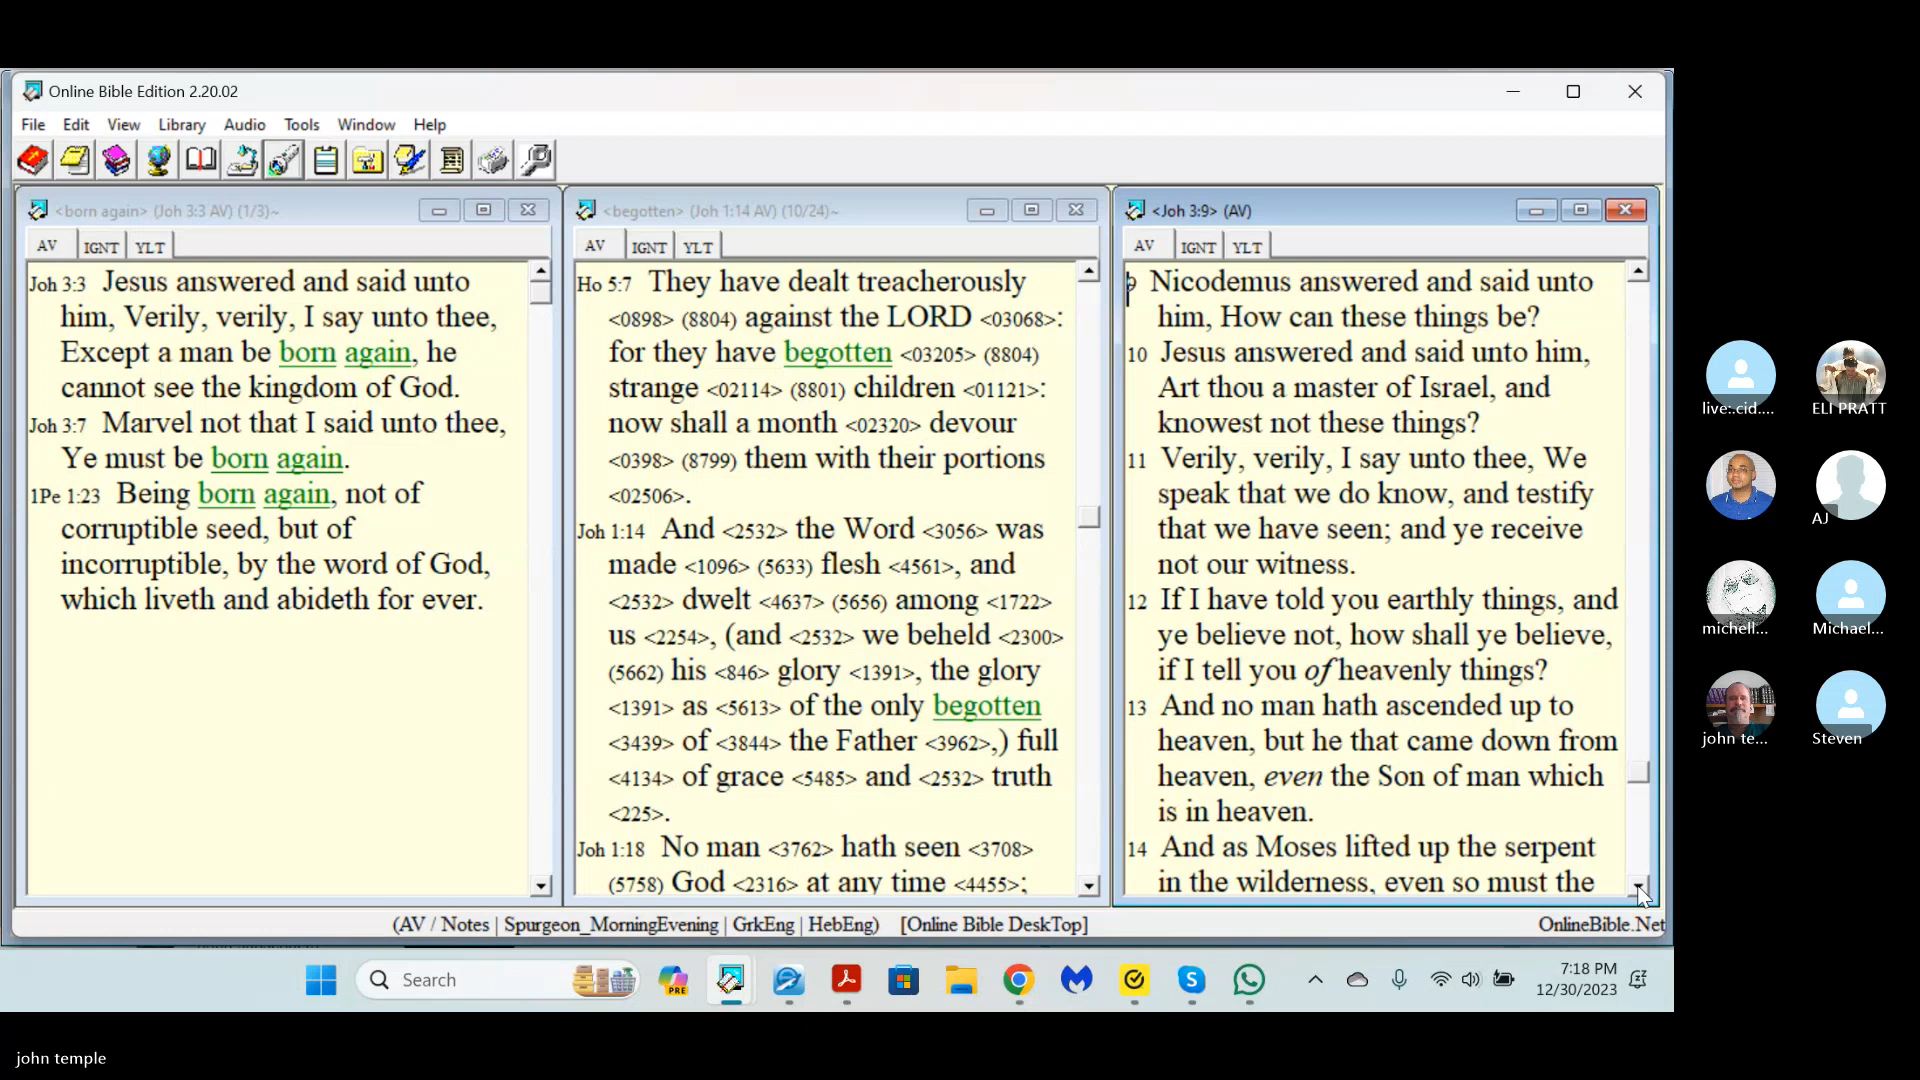 Online Bible Edition 2.20.02
File Edit View Library Audio Tools Window Help
<born again> (Joh 3:3 AV) (1/3)~
AV IGNT YLT
Joh 3:3 Jesus answered and said unto
him, Verily, verily, I say unto thee,
Except a man be born again, he
cannot see the kingdom of God.
Joh 3:7 Marvel not that I said unto thee,
Ye must be born again.
1Pe 1:23 Being born again, not of
corruptible seed, but of
incorruptible, by the word of God,
which liveth and abideth for ever.
<begotten> (Joh 1:14 AV) (10/24)~
AV IGNT YLT
Ho 5:7 They have dealt treacherously
<0898> (8804) against the LORD <03068>:
for they have begotten <03205> (8804)
strange <02114> (8801) children <01121>:
now shall a month <02320> devour
<0398> (8799) them with their portions
<02506>.
Joh 1:14 And <2532> the Word <3056> was
made <1096> (5633) flesh <4561>, and
<2532> dwelt <4637> (5656) among <1722>
us <2254>, (and <2532> we beheld <2300>
(5662) his <846> glory <1391>, the glory
<1391> as <5613> of the only begotten
<3439> of <3844> the Father <3962>,) full
<4134> of grace <5485> and <2532> truth
<225>.
Joh 1:18 No man <3762> hath seen <3708>
(5758) God <2316> at any time <4455>;
<Joh 3:9> (AV)
AV IGNT YLT
9 Nicodemus answered and said unto
him, How can these things be?
10 Jesus answered and said unto him,
Art thou a master of Israel, and
knowest not these things?
11 Verily, verily, I say unto thee, We
speak that we do know, and testify
that we have seen; and ye receive
not our witness.
12 If I have told you earthly things, and
ye believe not, how shall ye believe,
if I tell you of heavenly things?
13 And no man hath ascended up to
heaven, but he that came down from
heaven, even the Son of man which
is in heaven.
14 And as Moses lifted up the serpent
in the wilderness, even so must the
(AV / Notes | Spurgeon_MorningEvening | GrkEng | HebEng) [Online Bible DeskTop]
OnlineBible.Net
Search
PRE
7:18 PM
12/30/2023
live:.cid....
ELI PRATT
AJ
michell...
Michael...
john te...
Steven
john temple